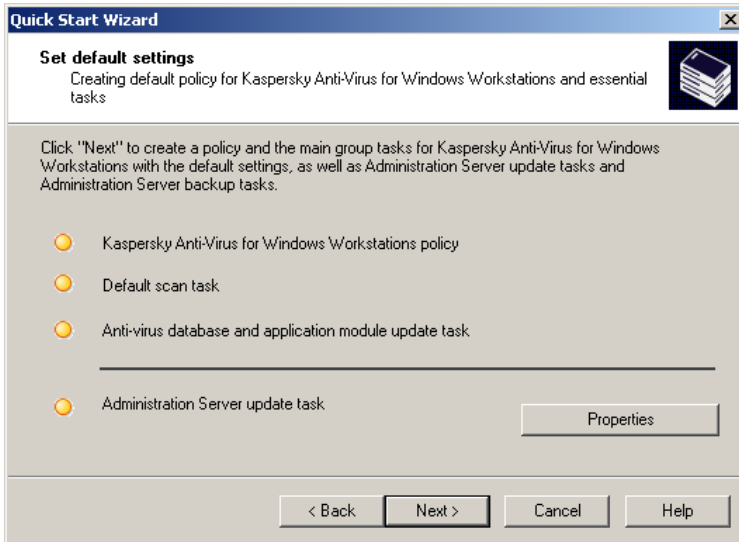 Quick Start Wizard
Set default settings
Creating default policy for Kaspersky Anti-Virus for Windows Workstations and essential
tasks
Click "Next" to create a policy and the main group tasks for Kaspersky Anti-Virus for Windows
Workstations with the default settings, as well as Administration Server update tasks and
Administration Server backup tasks.
Kaspersky Anti-Virus for Windows Workstations policy
Default scan task
Anti-virus database and application module update task
Administration Server update task
Properties
< Back
Next >
Cancel
Help